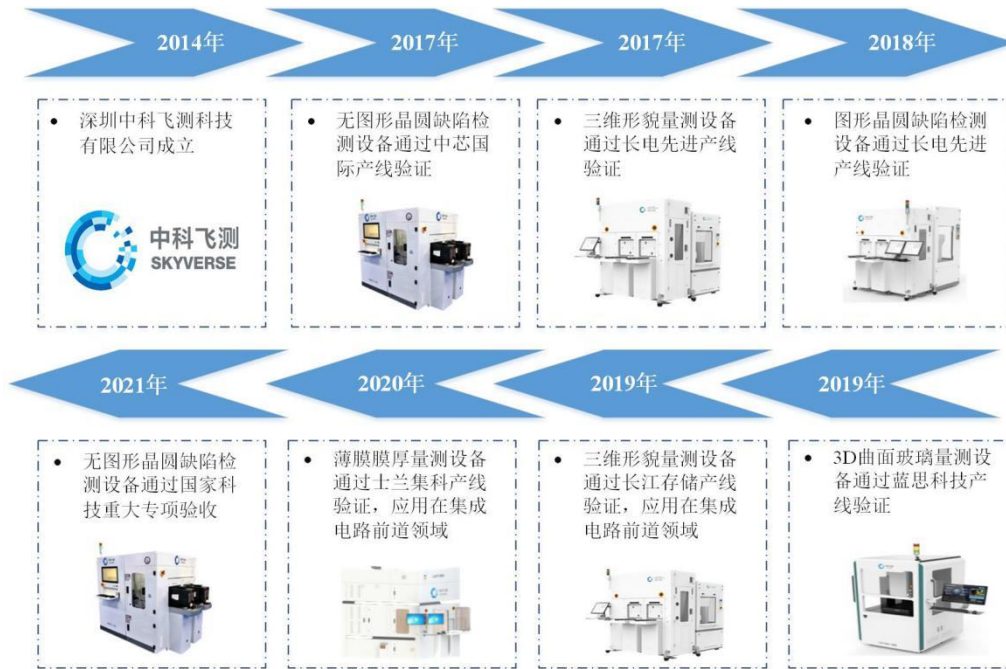 2014年
2017年
2017年
2018年
• 深圳中科飞测科技
有限公司成立
中科飞测
SKYVERSE
• 无图形晶圆缺陷检
测设备通过中芯国
际产线验证
• 三维形貌量测设备
通过长电先进产线
验证
• 图形晶圆缺陷检测
设备通过长电先进
产线验证
2021年
2020年
2019年
2019年
• 无图形晶圆缺陷检
测设备通过国家科
技重大专项验收
• 薄膜膜厚量测设备
通过士兰集科产线
验证，应用在集成
电路前道领域
• 三维形貌量测设备
通过长江存储产线
验证，应用在集成
电路前道领域
• 3D曲面玻璃量测设
备通过蓝思科技产
线验证